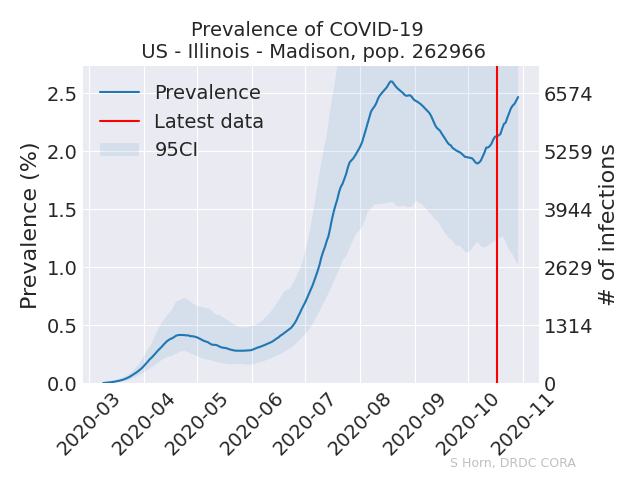 Prevalence of COVID-19
US - Illinois - Madison, pop. 262966
Prevalence
Latest data
95CI
Prevalence (%)
2.5
2.0
1.5
1.0
0.5
0.0
6574
5259
3944
2629
1314
0
# of infections
2020-03
2020-04
2020-05
2020-06
2020-07
2020-08
2020-09
2020-10
2020-11
S Horn, DRDC CORA